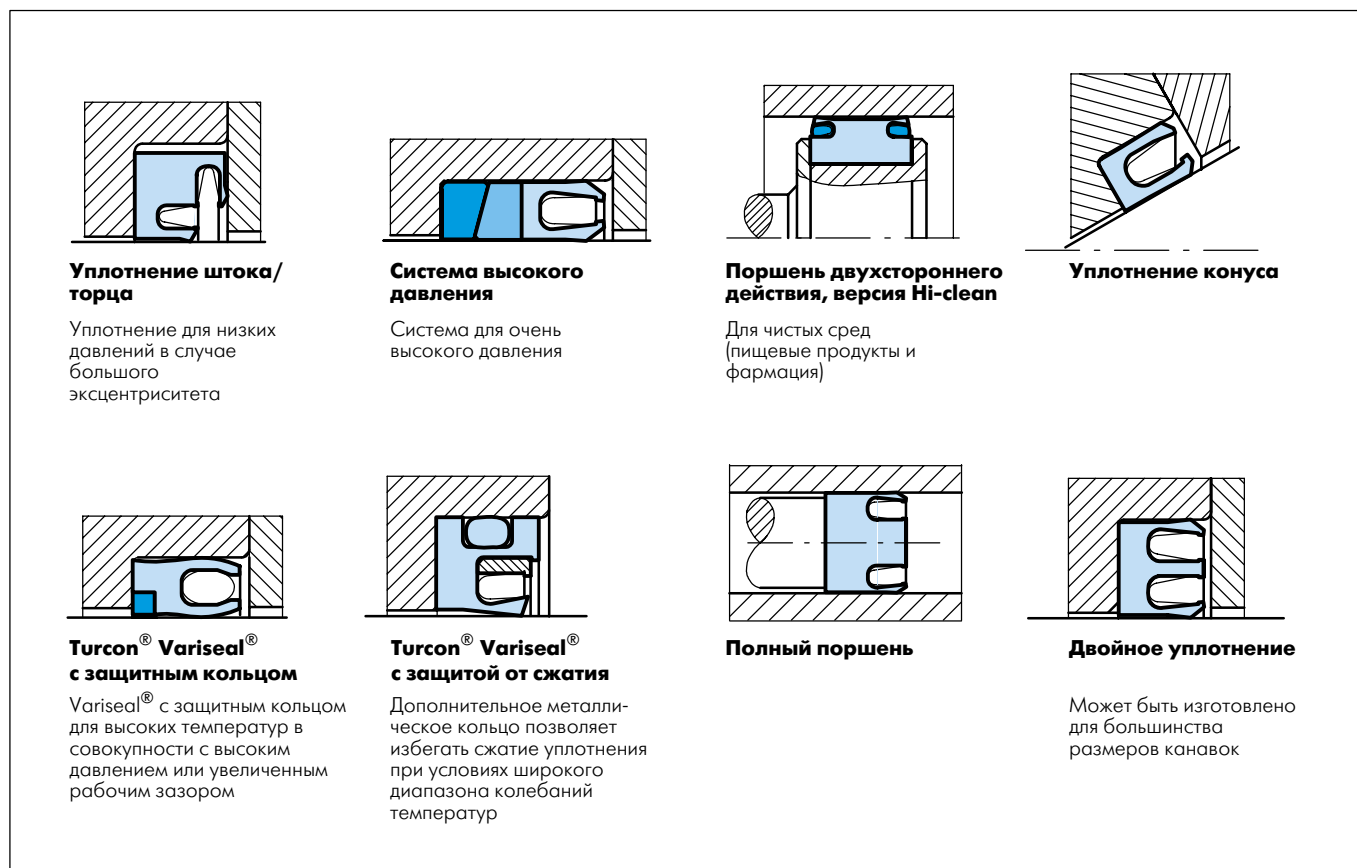 Уплотнение штока/
торца
Уплотнение для низких
давлений в случае
большого
эксцентриситета
Система высокого
давления
Система для очень
высокого давления
Поршень двухстороннего
действия, версия Hi-clean
Для чистых сред
(пищевые продукты и
фармация)
Уплотнение конуса
Turcon® Variseal®
с защитным кольцом
Variseal® с защитным кольцом
для высоких температур в
совокупности с высоким
давлением или увеличенным
рабочим зазором
Turcon® Variseal®
с защитой от сжатия
Дополнительное металли-
ческое кольцо позволяет
избегать сжатие уплотнения
при условиях широкого
диапазона колебаний
температур
Полный поршень
Двойное уплотнение
Может быть изготовлено
для большинства
размеров канавок